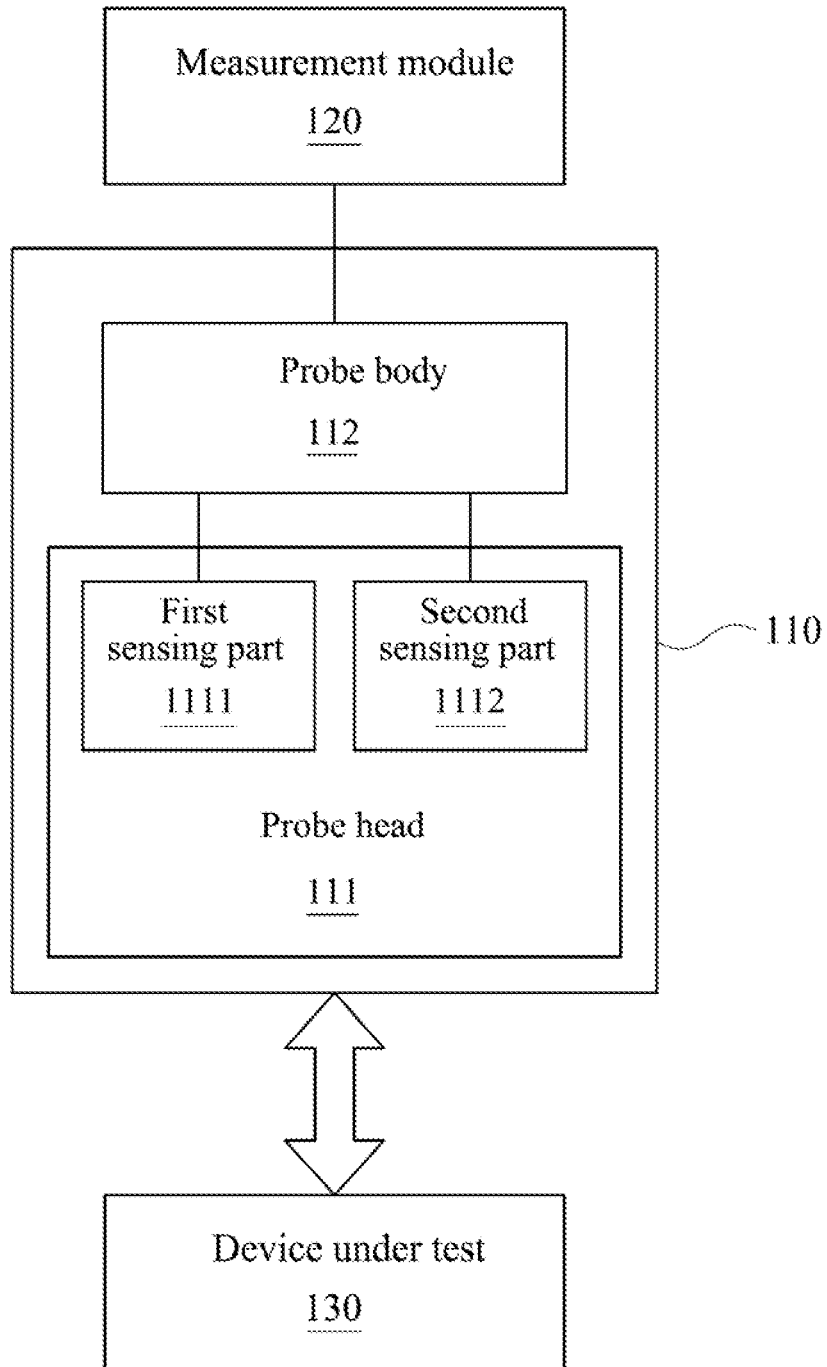 Measurement module
120
Probe body
112
First
sensing part
1111
Second
sensing part
1112
110
Probe head
111
Device under test
130